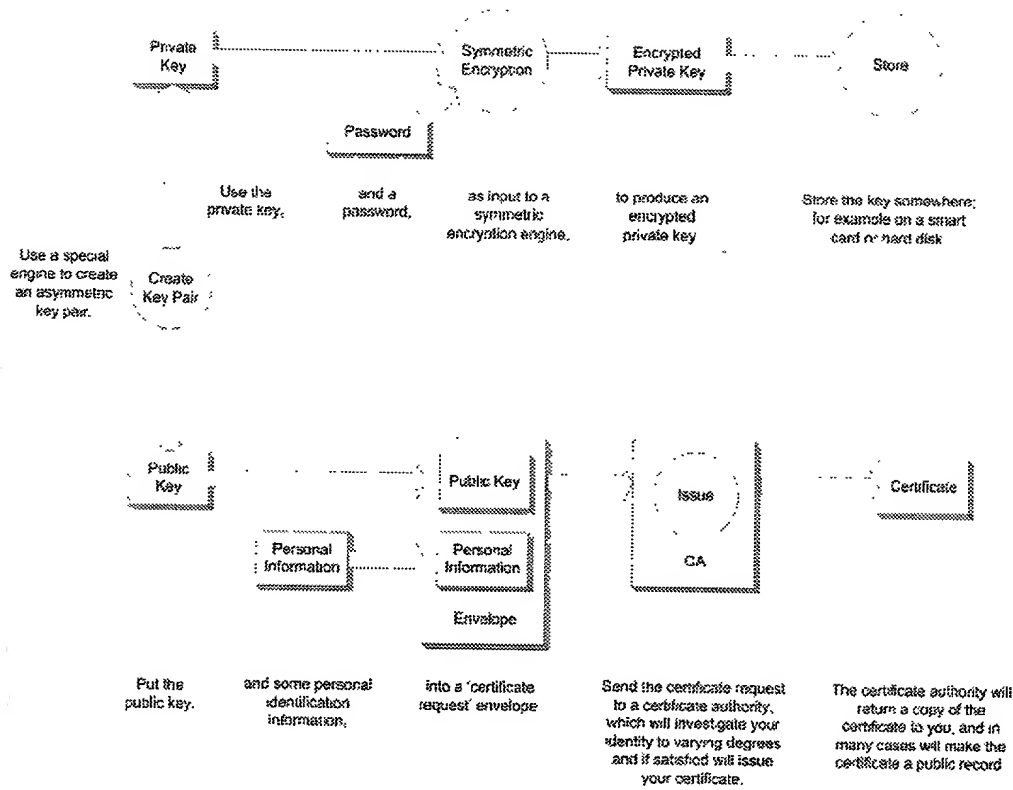 Private
Key
Symmetric
Encryption
Encrypted
Private Key
Store
Password
Use the
private key,
and a
password,
as input to a
symmetric
encryption engine,
to produce an
encrypted
private key
Store the key somewhere;
for example on a smart
card or hard disk
Use a special
engine to create
an asymmetric
key pair.
Create
Key Pair
Public
Key
Public Key
Issue
CA
Certificate
Personal
Information
Personal
Information
Envelope
Put the
public key,
and some personal
identification
information,
into a 'certificate
request' envelope
Send the certificate request
to a certificate authority,
which will investigate your
identity to varying degrees
and if satisfied will issue
your certificate.
The certificate authority will
return a copy of the
certificate to you, and in
many cases will make the
certificate a public record